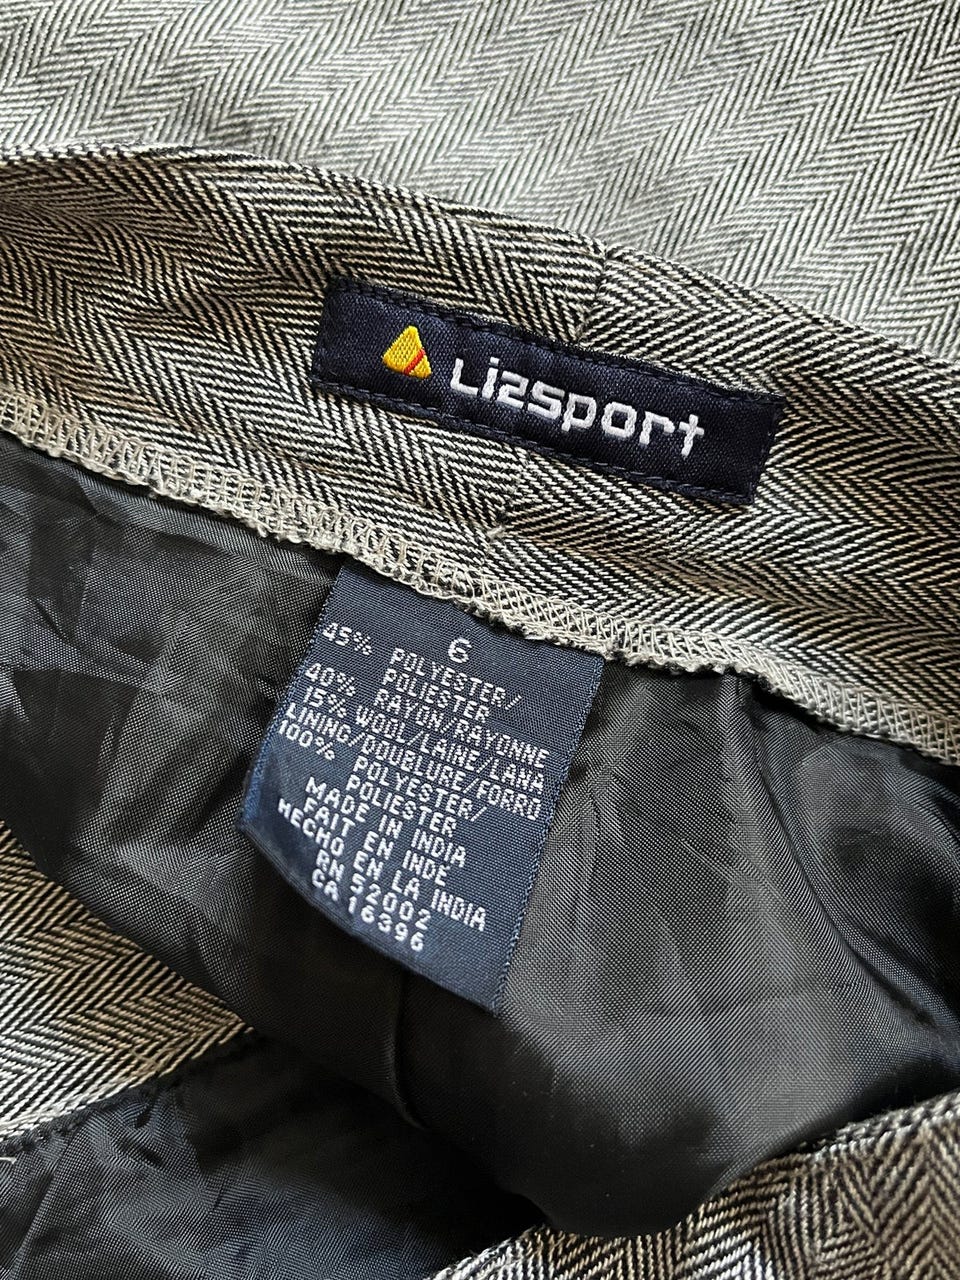 Lizsport
6
45% POLYESTER/
POLIESTER
40% RAYON/RAYONNE
15% WOOL/LAINE/LANA
LINING/DOUBLURE/FORRO
100% POLYESTER/
POLIESTER
MADE IN INDIA
FAIT EN INDE
HECHO EN LA INDIA
RN 52002
CA 16396